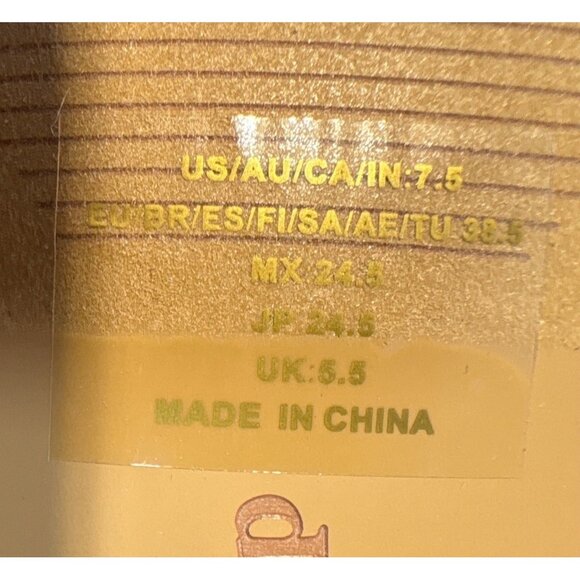 US/AU/CA/IN:7.5
EU/BR/ES/FI/SA/AE/TU 38.5
MX 24.5
JP 24.5
UK:5.5
MADE IN CHINA